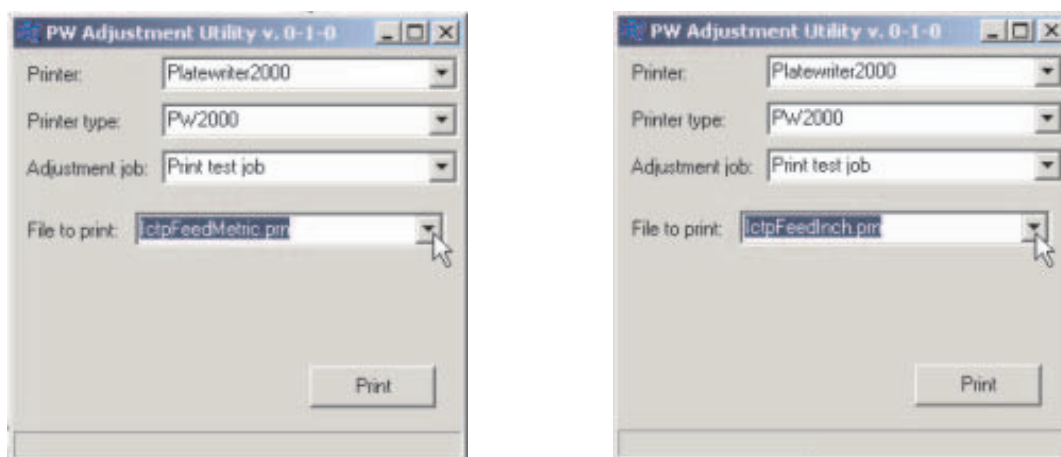 PW Adjustment Utility v. 0-1-0
Printer: Platewriter2000
Printer type: PW2000
Adjustment job: Print test job
File to print: IctpFeedMetric.prn
Print
PW Adjustment Utility v. 0-1-0
Printer: Platewriter2000
Printer type: PW2000
Adjustment job: Print test job
File to print: IctpFeedInch.prn
Print